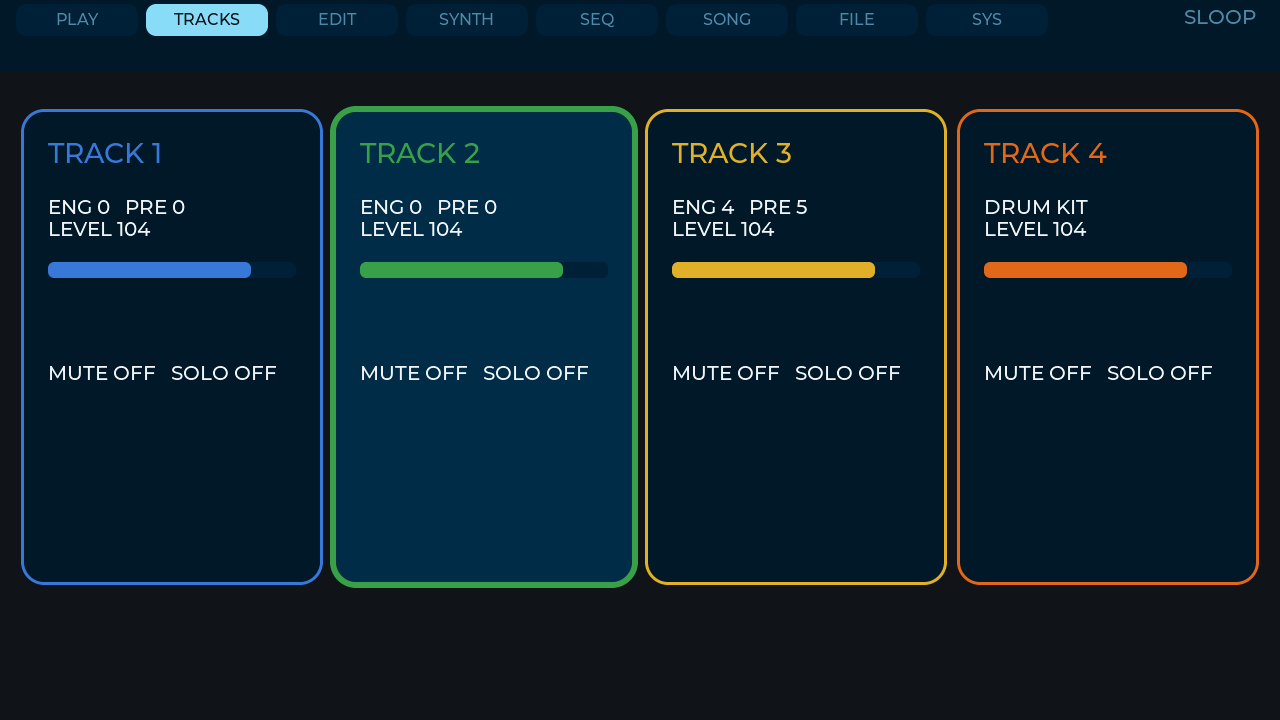 PLAY TRACKS EDIT SYNTH SEQ SONG FILE SYS SLOOP
TRACK 1
ENG 0 PRE 0
LEVEL 104
MUTE OFF SOLO OFF
TRACK 2
ENG 0 PRE 0
LEVEL 104
MUTE OFF SOLO OFF
TRACK 3
ENG 4 PRE 5
LEVEL 104
MUTE OFF SOLO OFF
TRACK 4
DRUM KIT
LEVEL 104
MUTE OFF SOLO OFF